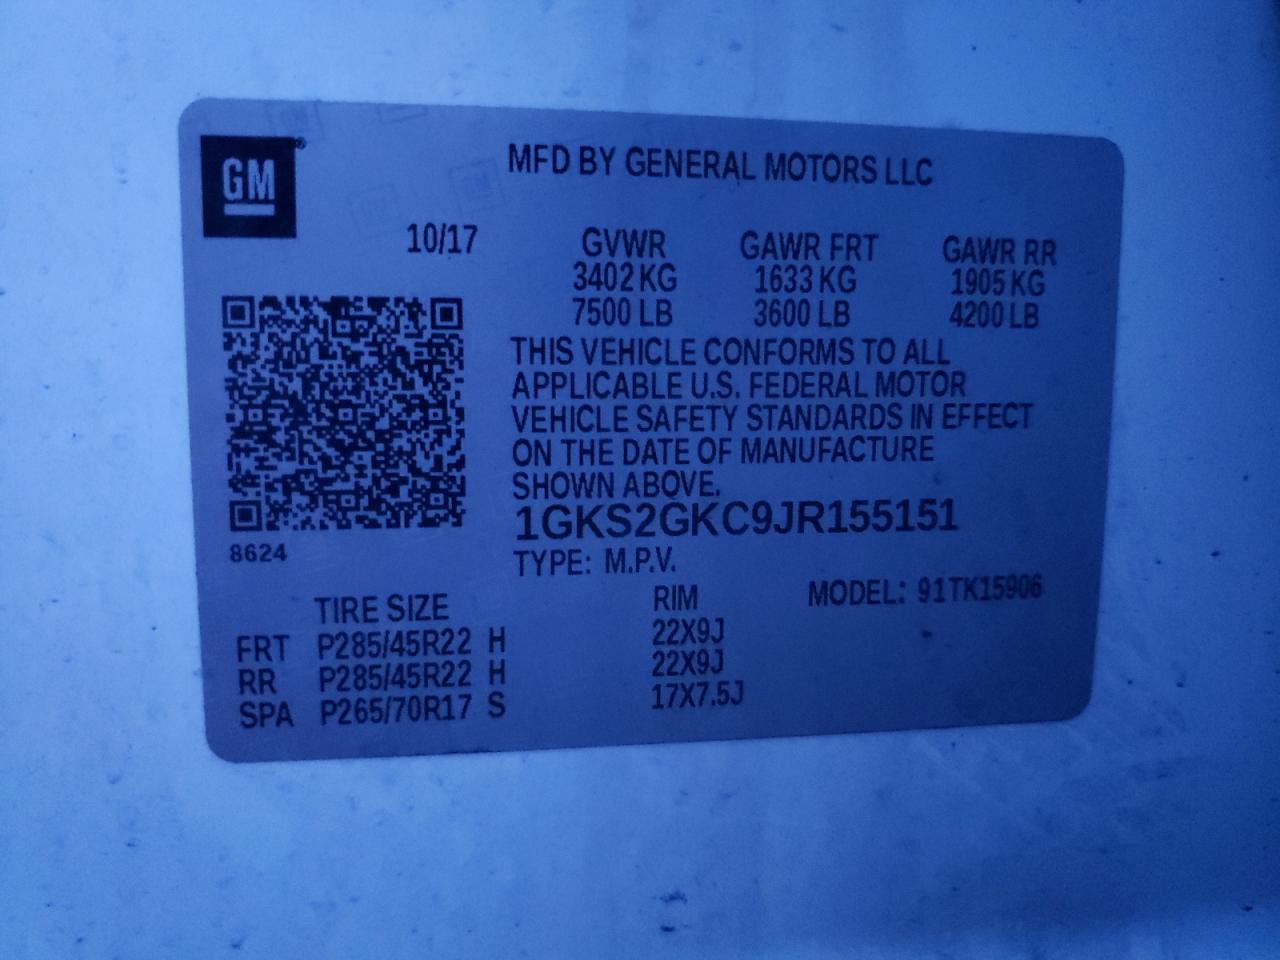 GM
MFD BY GENERAL MOTORS LLC
10/17 GVWR GAWR FRT GAWR RR
3402 KG 1633 KG 1905 KG
7500 LB 3600 LB 4200 LB
THIS VEHICLE CONFORMS TO ALL
APPLICABLE U.S. FEDERAL MOTOR
VEHICLE SAFETY STANDARDS IN EFFECT
ON THE DATE OF MANUFACTURE
SHOWN ABOVE.
1GKS2GKC9JR155151
8624
TYPE: M.P.V.
TIRE SIZE RIM MODEL: 91TK15906
FRT P285/45R22 H 22X9J
RR P285/45R22 H 22X9J
SPA P265/70R17 S 17X7.5J